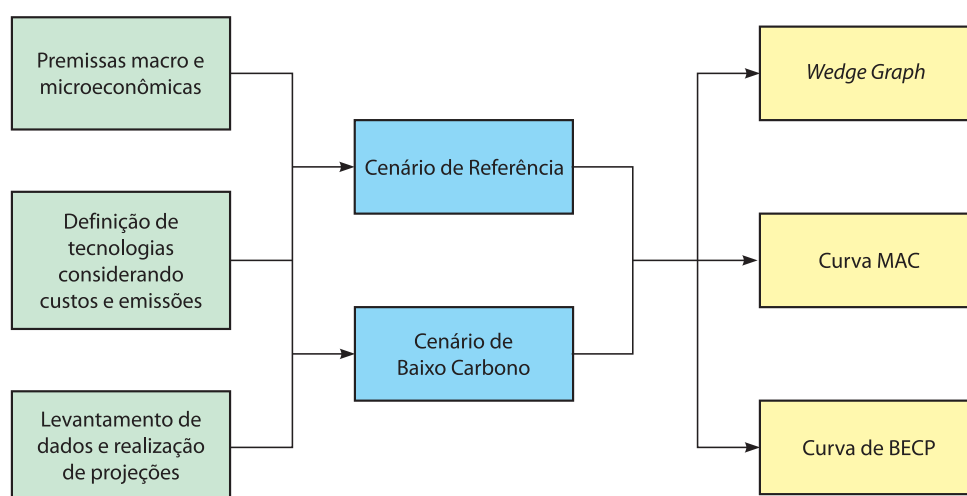 Premissas macro e
microeconômicas
Definição de
tecnologias
considerando
custos e emissões
Levantamento de
dados e realização
de projeções
Cenário de Referência
Cenário de
Baixo Carbono
Wedge Graph
Curva MAC
Curva de BECP